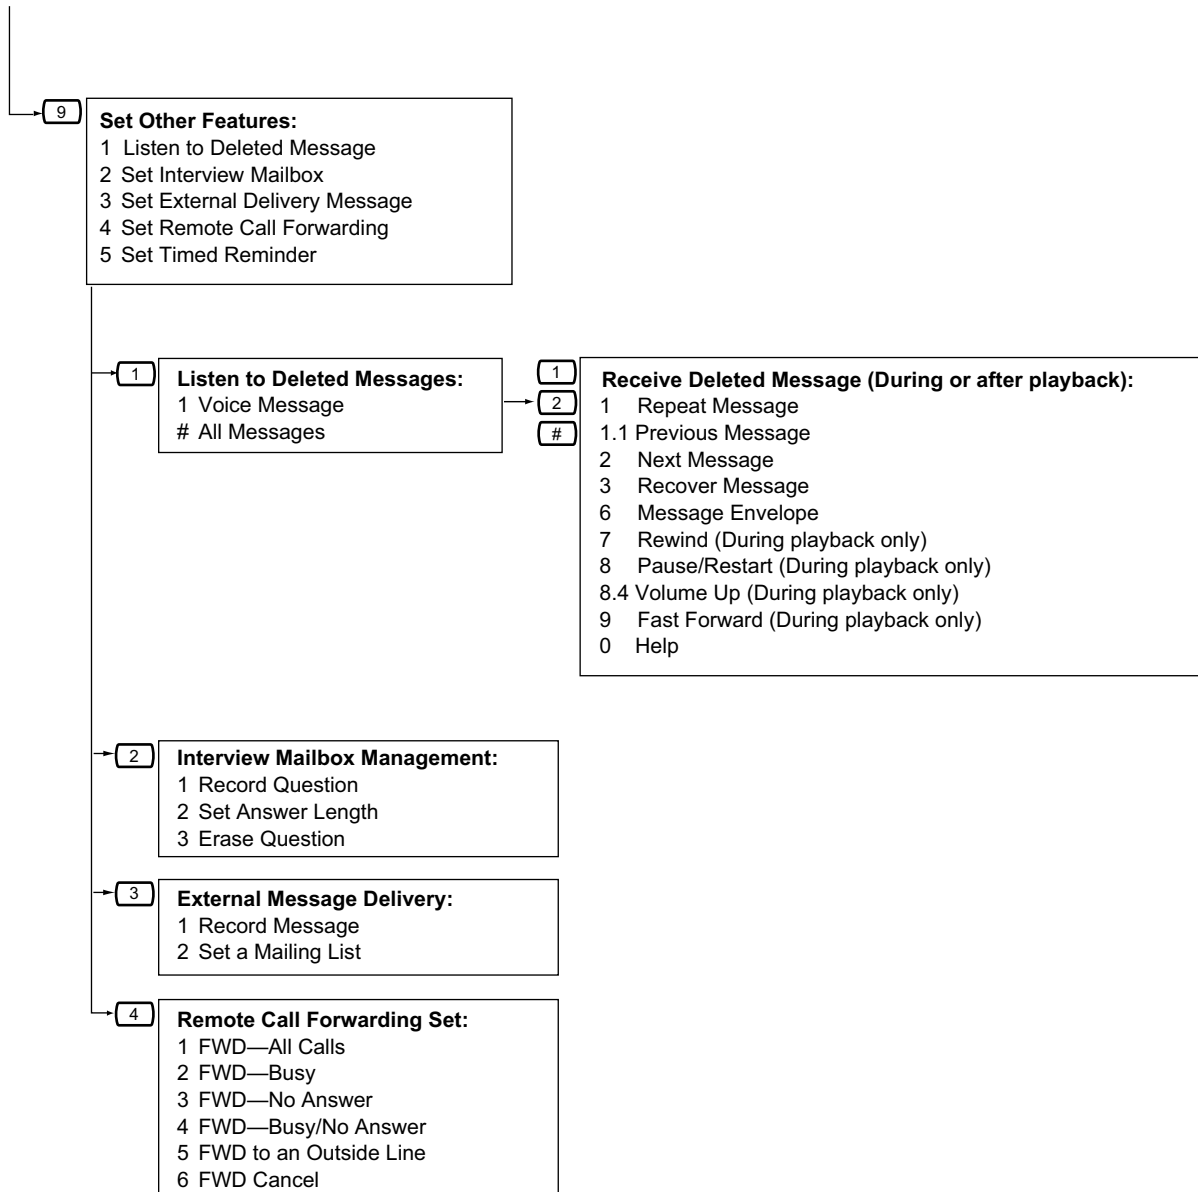 9
Set Other Features:
1 Listen to Deleted Message
2 Set Interview Mailbox
3 Set External Delivery Message
4 Set Remote Call Forwarding
5 Set Timed Reminder
1
Listen to Deleted Messages:
1 Voice Message
# All Messages
1
2
#
Receive Deleted Message (During or after playback):
1 Repeat Message
1.1 Previous Message
2 Next Message
3 Recover Message
6 Message Envelope
7 Rewind (During playback only)
8 Pause/Restart (During playback only)
8.4 Volume Up (During playback only)
9 Fast Forward (During playback only)
0 Help
2
Interview Mailbox Management:
1 Record Question
2 Set Answer Length
3 Erase Question
3
External Message Delivery:
1 Record Message
2 Set a Mailing List
4
Remote Call Forwarding Set:
1 FWD—All Calls
2 FWD—Busy
3 FWD—No Answer
4 FWD—Busy/No Answer
5 FWD to an Outside Line
6 FWD Cancel